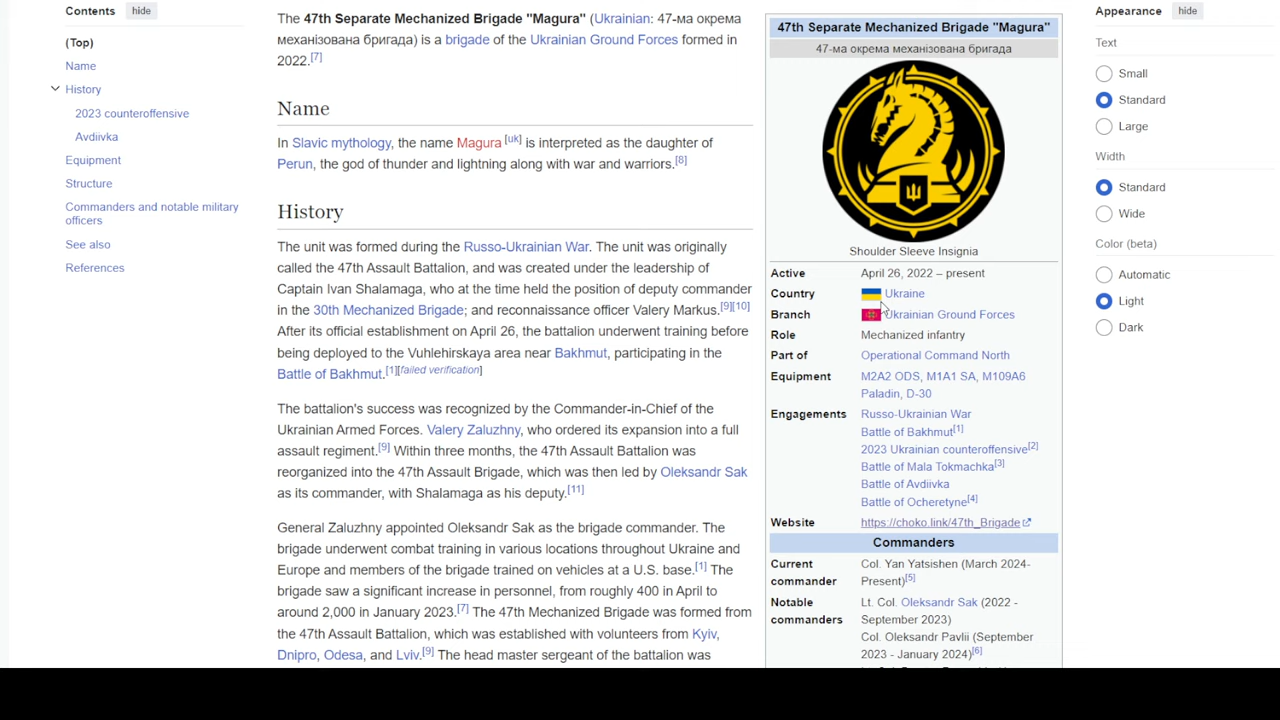 Contents hide
(Top)
Name
History
2023 counteroffensive
Avdiivka
Equipment
Structure
Commanders and notable military
officers
See also
References
The 47th Separate Mechanized Brigade "Magura" (Ukrainian: 47-ма окрема
механізована бригада) is a brigade of the Ukrainian Ground Forces formed in
2022.[7]
Name
In Slavic mythology, the name Magura [uk] is interpreted as the daughter of
Perun, the god of thunder and lightning along with war and warriors.[8]
History
The unit was formed during the Russo-Ukrainian War. The unit was originally
called the 47th Assault Battalion, and was created under the leadership of
Captain Ivan Shalamaga, who at the time held the position of deputy commander
in the 30th Mechanized Brigade; and reconnaissance officer Valery Markus.[9][10]
After its official establishment on April 26, the battalion underwent training before
being deployed to the Vuhlehirskaya area near Bakhmut, participating in the
Battle of Bakhmut.[1][failed verification]
The battalion's success was recognized by the Commander-in-Chief of the
Ukrainian Armed Forces. Valery Zaluzhny, who ordered its expansion into a full
assault regiment.[9] Within three months, the 47th Assault Battalion was
reorganized into the 47th Assault Brigade, which was then led by Oleksandr Sak
as its commander, with Shalamaga as his deputy.[11]
General Zaluzhny appointed Oleksandr Sak as the brigade commander. The
brigade underwent combat training in various locations throughout Ukraine and
Europe and members of the brigade trained on vehicles at a U.S. base.[1] The
brigade saw a significant increase in personnel, from roughly 400 in April to
around 2,000 in January 2023.[7] The 47th Mechanized Brigade was formed from
the 47th Assault Battalion, which was established with volunteers from Kyiv,
Dnipro, Odesa, and Lviv.[9] The head master sergeant of the battalion was
47th Separate Mechanized Brigade "Magura"
47-ма окрема механізована бригада
Shoulder Sleeve Insignia
Active April 26, 2022 – present
Country Ukraine
Branch Ukrainian Ground Forces
Role Mechanized infantry
Part of Operational Command North
Equipment M2A2 ODS, M1A1 SA, M109A6
Paladin, D-30
Engagements Russo-Ukrainian War
Battle of Bakhmut[1]
2023 Ukrainian counteroffensive[2]
Battle of Mala Tokmachka[3]
Battle of Avdiivka
Battle of Ocheretyne[4]
Website https://choko.link/47th_Brigade
Commanders
Current Col. Yan Yatsishen (March 2024-
commander Present)[5]
Notable Lt. Col. Oleksandr Sak (2022 -
commanders September 2023)
Col. Oleksandr Pavlii (September
2023 - January 2024)[6]
Appearance hide
Text
Small
Standard
Large
Width
Standard
Wide
Color (beta)
Automatic
Light
Dark